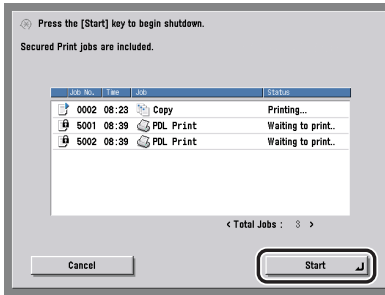 Press the [Start] key to begin shutdown.
Secured Print jobs are included.
Job No. Time Job Status
0002 08:23 Copy Printing...
5001 08:39 PDL Print Waiting to print..
5002 08:39 PDL Print Waiting to print..
< Total Jobs : 3 >
Cancel Start